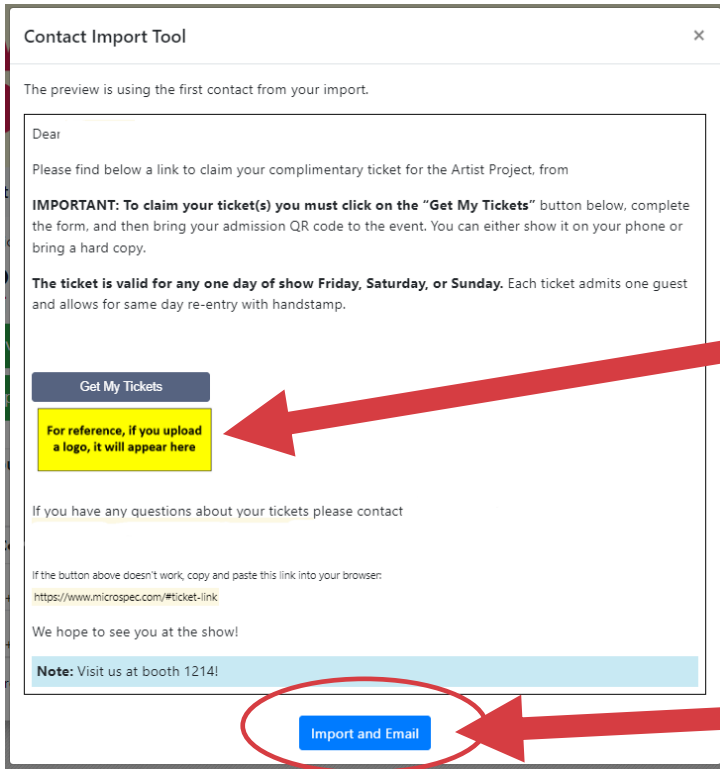 Contact Import Tool ×
The preview is using the first contact from your import.
Dear
Please find below a link to claim your complimentary ticket for the Artist Project, from
IMPORTANT: To claim your ticket(s) you must click on the “Get My Tickets” button below, complete
the form, and then bring your admission QR code to the event. You can either show it on your phone or
bring a hard copy.
The ticket is valid for any one day of show Friday, Saturday, or Sunday. Each ticket admits one guest
and allows for same day re-entry with handstamp.
Get My Tickets
For reference, if you upload
a logo, it will appear here
If you have any questions about your tickets please contact
If the button above doesn't work, copy and paste this link into your browser:
https://www.microspec.com/#ticket-link
We hope to see you at the show!
Note: Visit us at booth 1214!
Import and Email